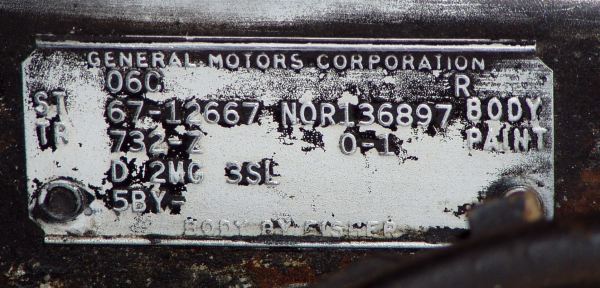 GENERAL MOTORS CORPORATION
06C R
ST 67-12667 NOR136897 BODY
TR 732-Z 0-1 PAINT
D 2MG 3SL
5BY-
BODY BY FISHER